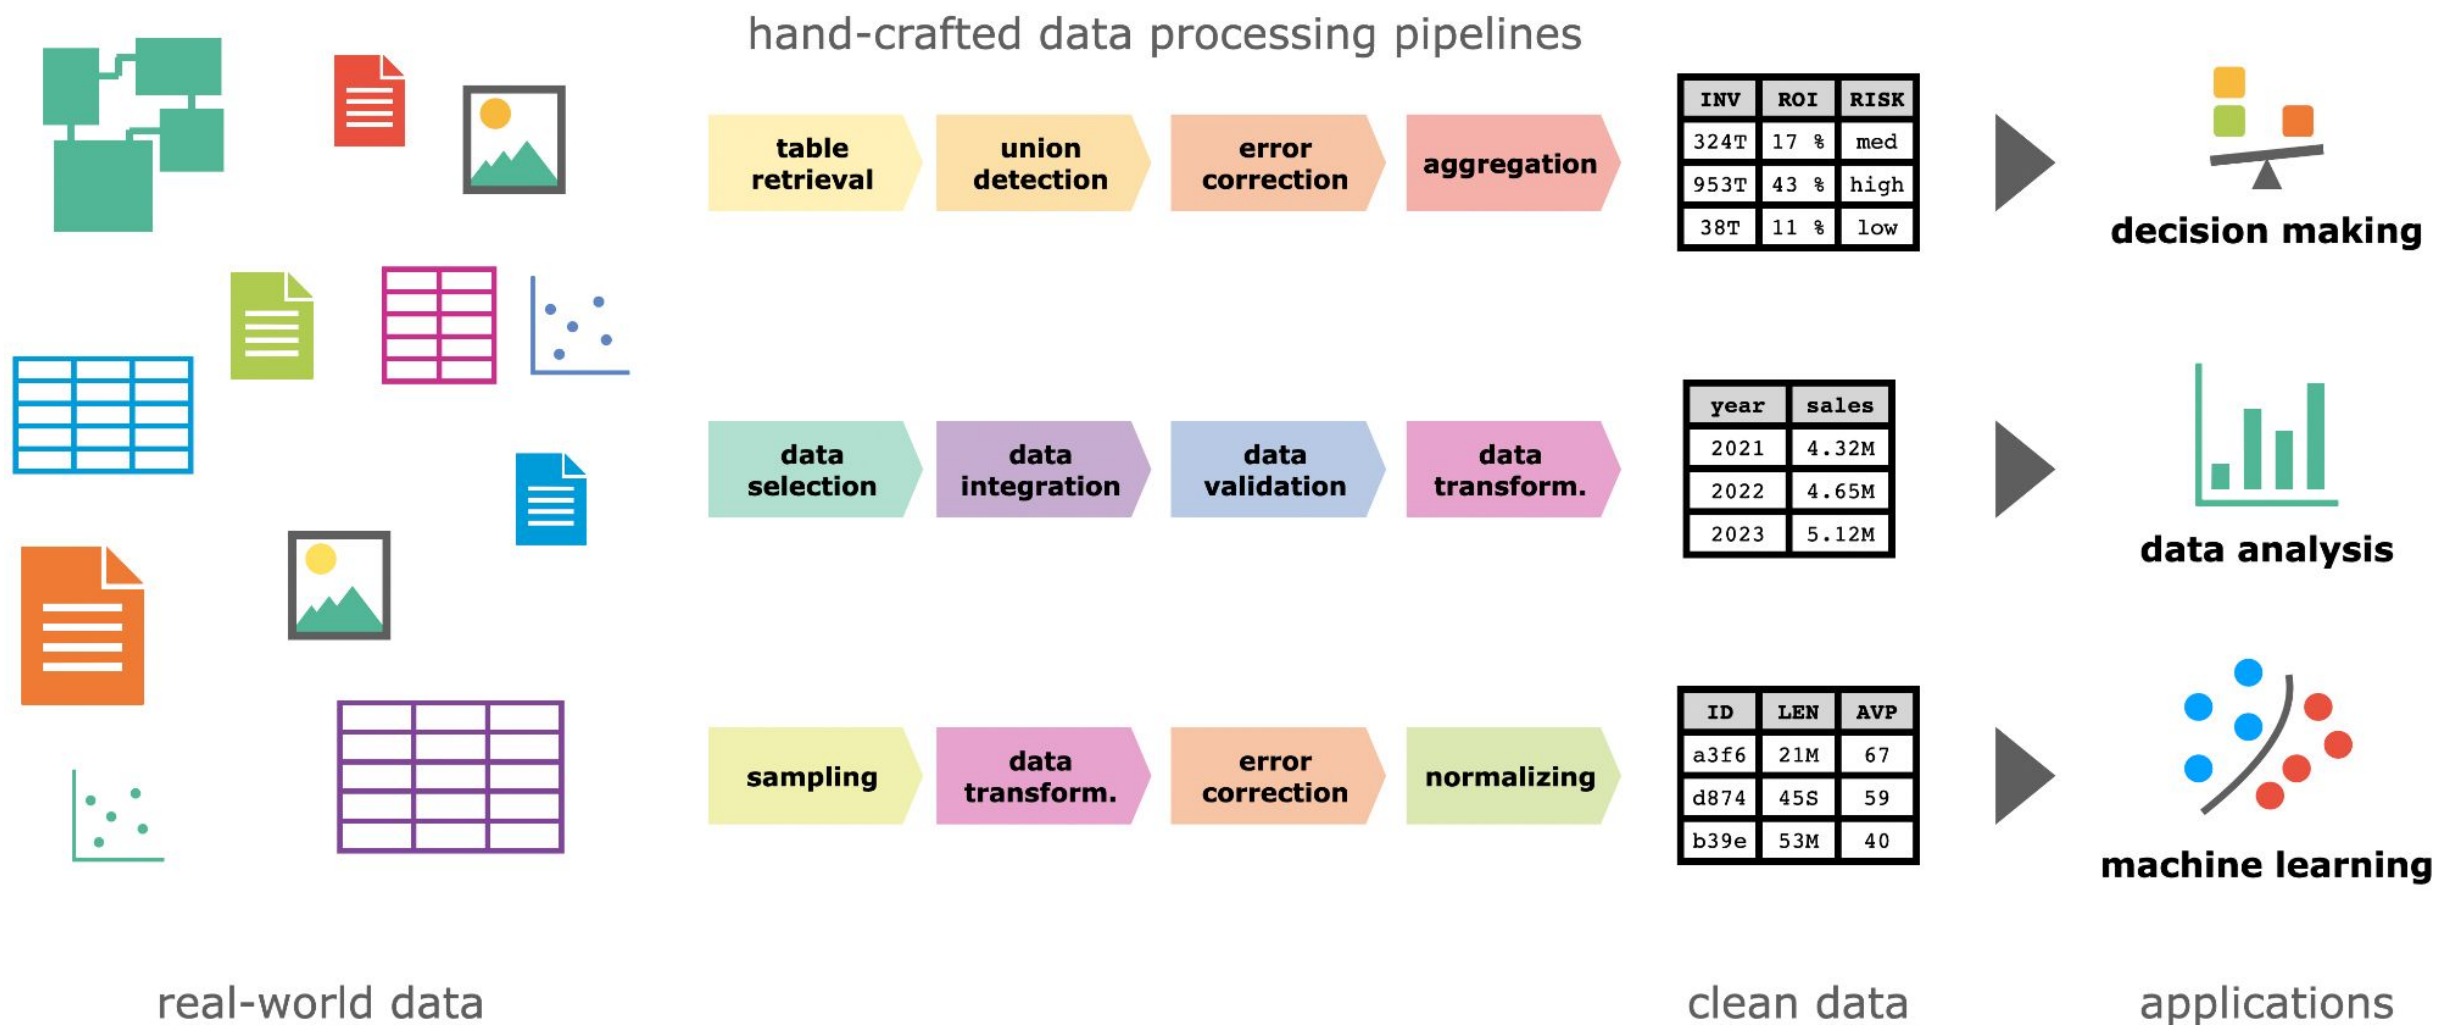 hand-crafted data processing pipelines
table
retrieval
union
detection
error
correction
aggregation
INV ROI RISK
324T 17 % med
953T 43 % high
38T 11 % low
decision making
data
selection
data
integration
data
validation
data
transform.
year sales
2021 4.32M
2022 4.65M
2023 5.12M
data analysis
sampling
data
transform.
error
correction
normalizing
ID LEN AVP
a3f6 21M 67
d874 45S 59
b39e 53M 40
machine learning
real-world data
clean data
applications